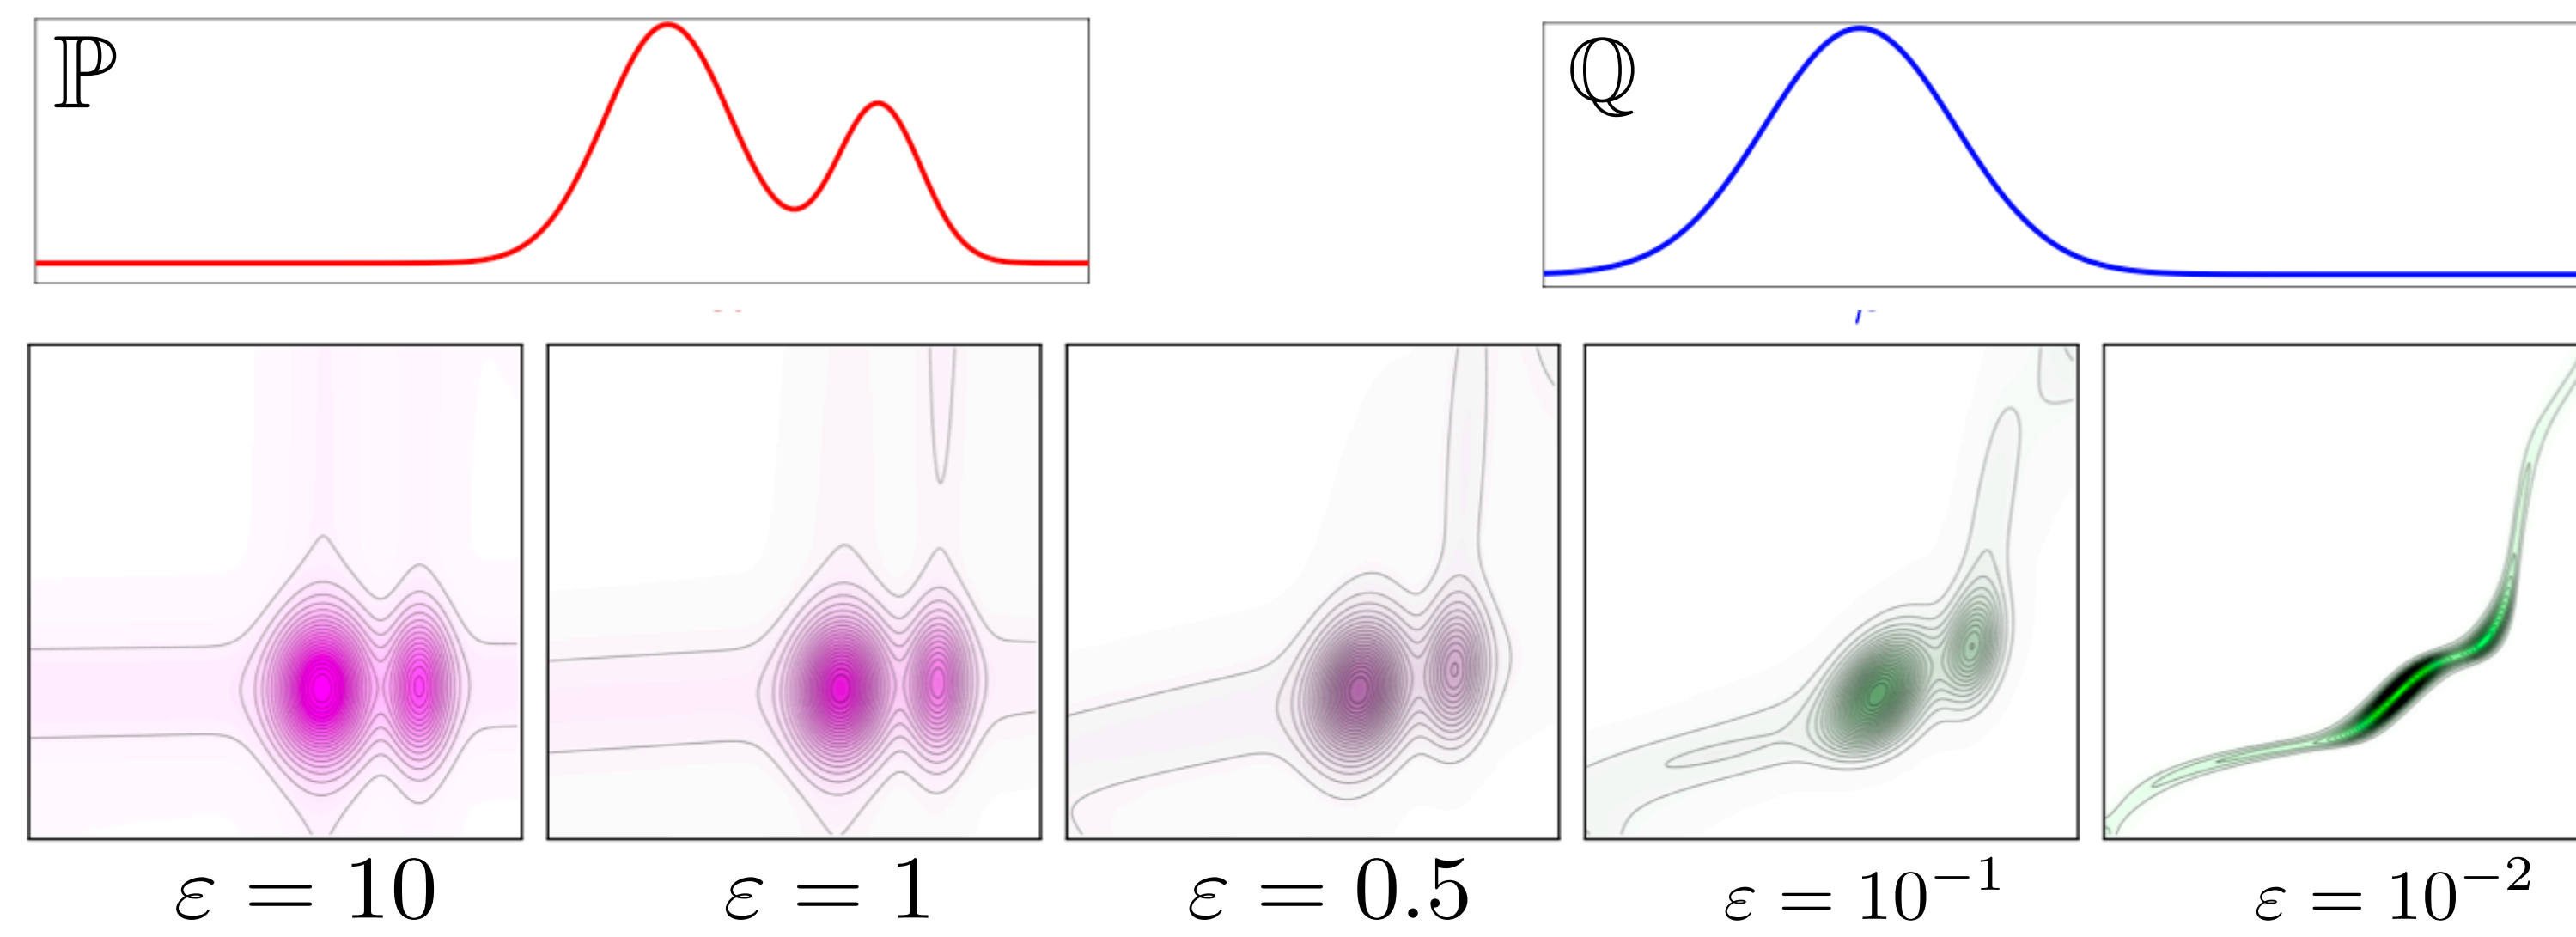 ℙ
ℚ
ε = 10
ε = 1
ε = 0.5
ε = 10⁻¹
ε = 10⁻²